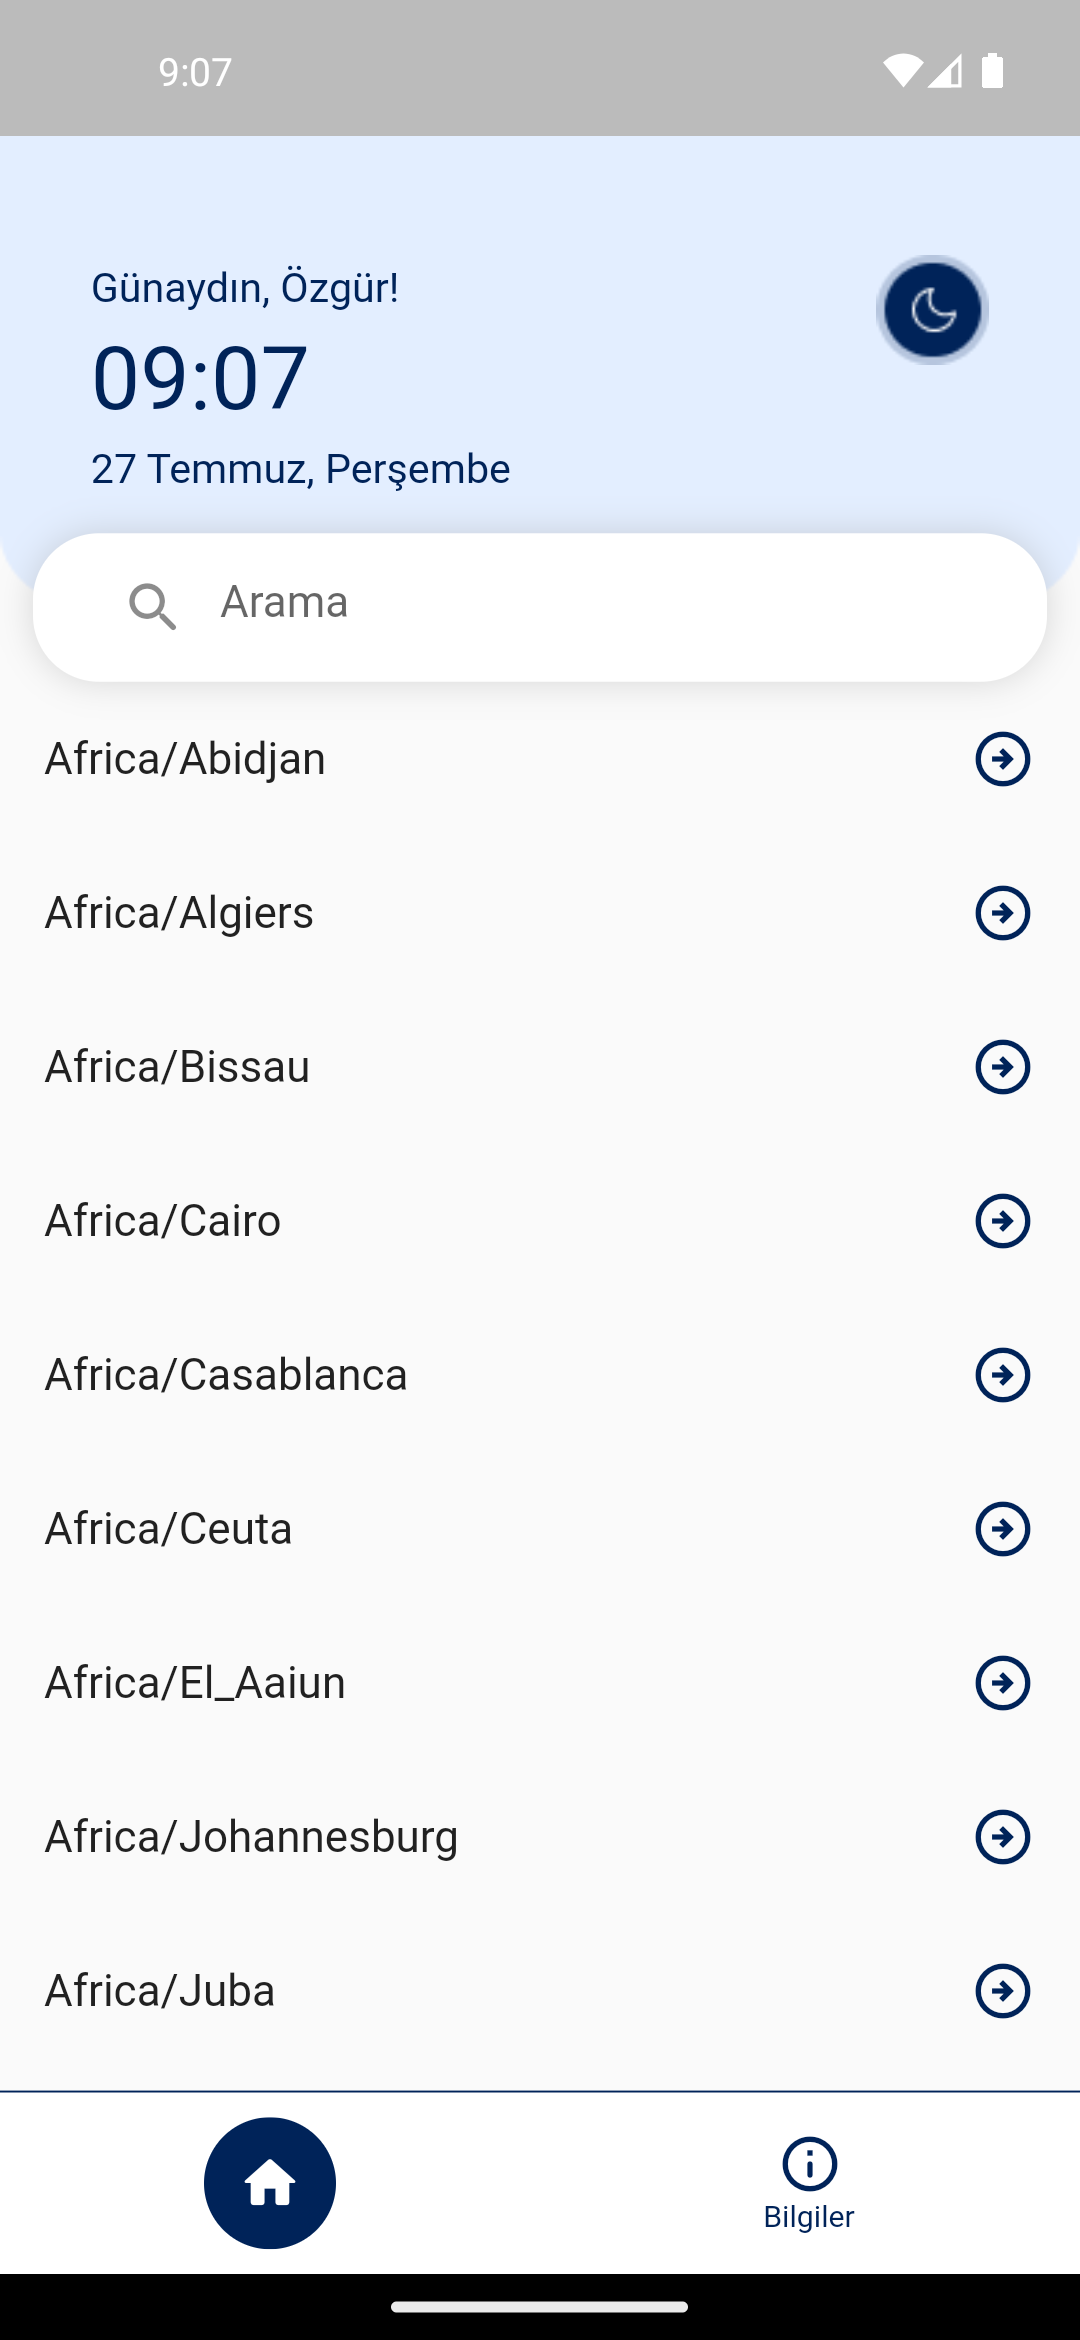 9:07
Günaydın, Özgür!
09:07
27 Temmuz, Perşembe
Arama
Africa/Abidjan
Africa/Algiers
Africa/Bissau
Africa/Cairo
Africa/Casablanca
Africa/Ceuta
Africa/El_Aaiun
Africa/Johannesburg
Africa/Juba
Bilgiler